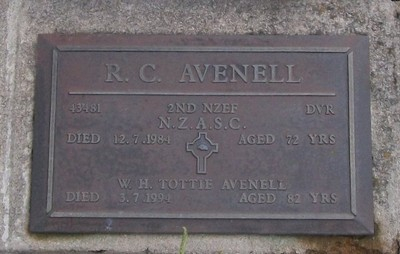 R. C. AVENELL
43481 2ND NZEF DVR
N.Z.A.S.C.
DIED 12.7.1984 AGED 72 YRS
W. H. TOTTIE AVENELL
DIED 3.7.1994 AGED 82 YRS